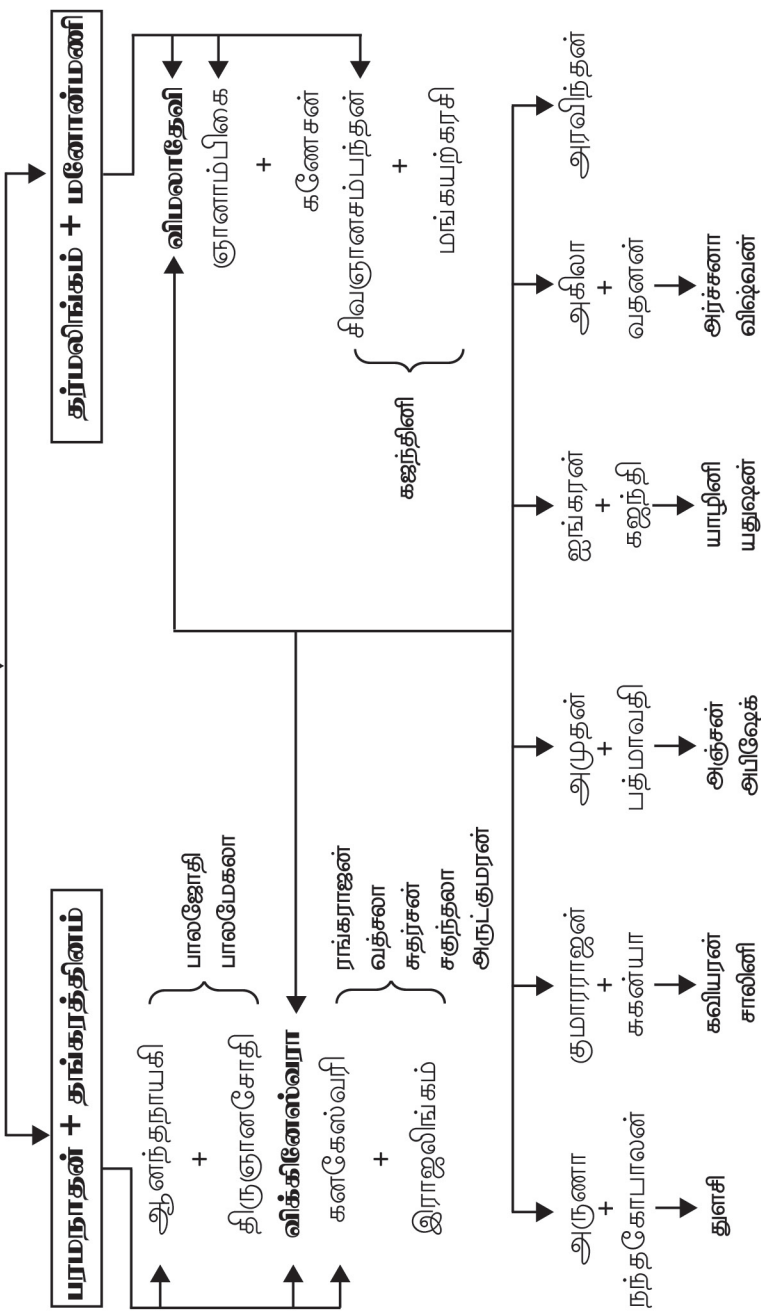 பரமநாதன் + தங்கரத்தினம்
ஆனந்தநாயகி
+
திருஞானசோதி
பாலஜோதி
பாலமேகலா
விக்கினேஸ்வரா
கனகேஸ்வரி
+
இராஜலிங்கம்
ரங்கராஜன்
வத்சலா
சுதர்சன்
சகுந்தலா
அருட்குமரன்
தர்மலிங்கம் + மனோன்மணி
விமலாதேவி
ஞானாம்பிகை
+
கணேசன்
சிவஞானசம்பந்தன்
+
மங்கயற்கரசி
கஜந்தினி
அருணா
+
நந்தகோபாலன்
துளசி
குமாரராஜன்
+
சுகன்யா
கவியரன்
சாலினி
அமுதன்
+
பத்மாவதி
அஞ்சன்
அபிஷேக்
ஐங்கரன்
+
கஜந்தி
யாழினி
யதுஷன்
அகிலா
+
வதனன்
அர்ச்சனா
விஷ்வன்
அரவிந்தன்